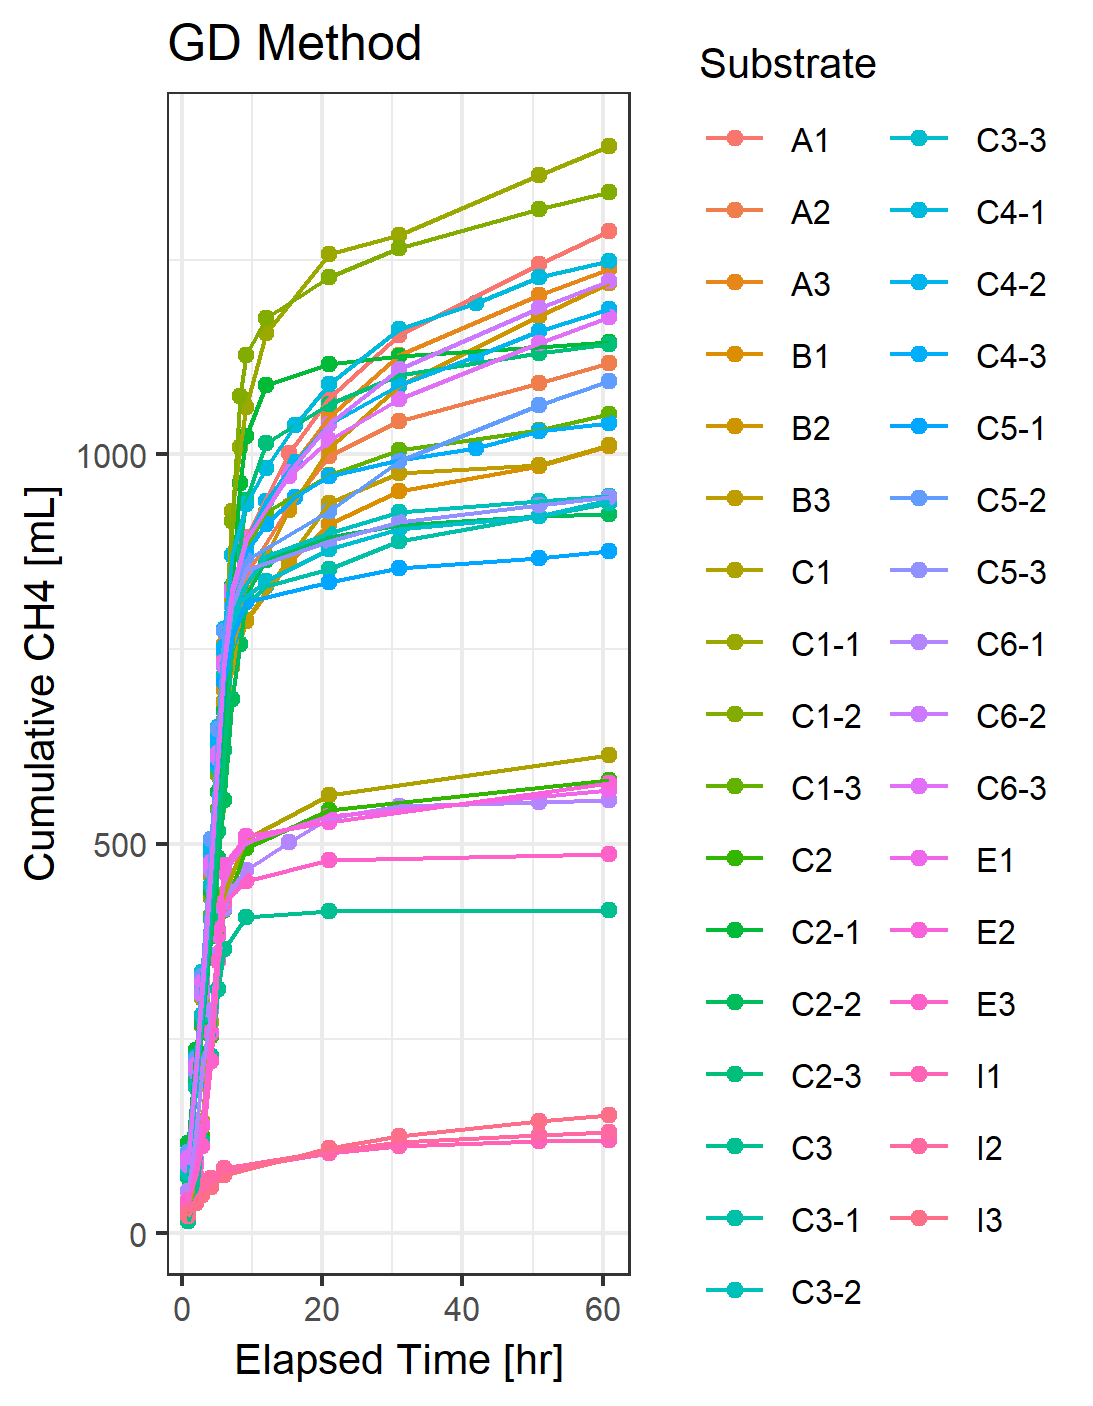 GD Method
Substrate
A1
A2
A3
B1
B2
B3
C1
C1-1
C1-2
C1-3
C2
C2-1
C2-2
C2-3
C3
C3-1
C3-2
C3-3
C4-1
C4-2
C4-3
C5-1
C5-2
C5-3
C6-1
C6-2
C6-3
E1
E2
E3
I1
I2
I3
Cumulative CH4 [mL]
1000
500
0
0 20 40 60
Elapsed Time [hr]